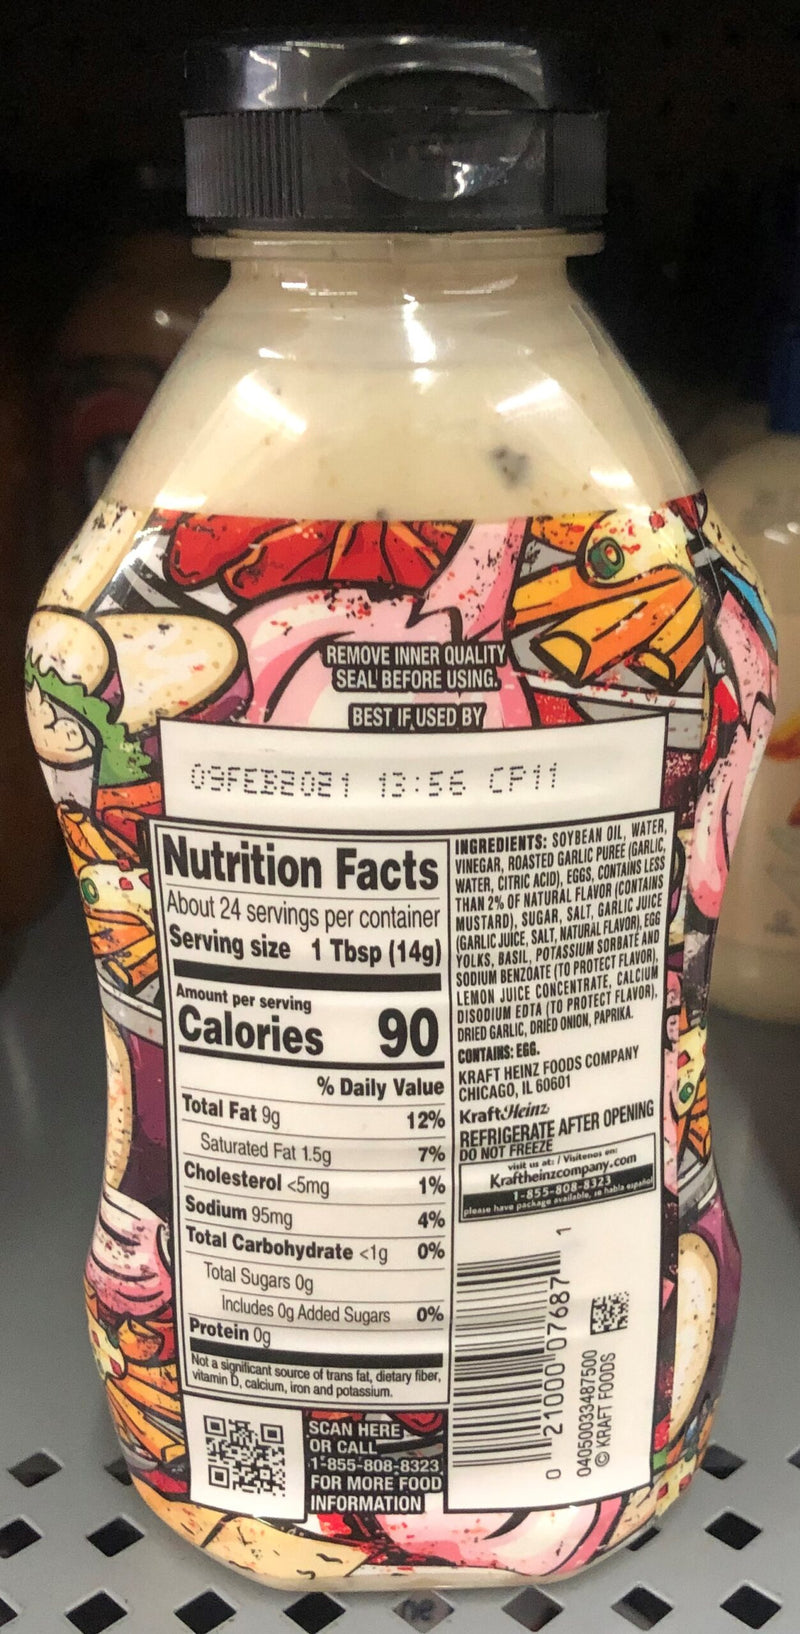 REMOVE INNER QUALITY
SEAL BEFORE USING.
BEST IF USED BY
09FEB2021 13:56 CP11
Nutrition Facts
About 24 servings per container
Serving size 1 Tbsp (14g)
Amount per serving
Calories 90
% Daily Value
Total Fat 9g 12%
Saturated Fat 1.5g 7%
Cholesterol <5mg 1%
Sodium 95mg 4%
Total Carbohydrate <1g 0%
Total Sugars 0g
Includes 0g Added Sugars 0%
Protein 0g
Not a significant source of trans fat, dietary fiber,
vitamin D, calcium, iron and potassium.
SCAN HERE
OR CALL
1-855-808-8323
FOR MORE FOOD
INFORMATION
INGREDIENTS: SOYBEAN OIL, WATER,
VINEGAR, ROASTED GARLIC PUREE (GARLIC,
WATER, CITRIC ACID), EGGS, CONTAINS LESS
THAN 2% OF NATURAL FLAVOR (CONTAINS
MUSTARD), SUGAR, SALT, GARLIC JUICE
(GARLIC JUICE, SALT, NATURAL FLAVOR), EGG
YOLKS, BASIL, POTASSIUM SORBATE AND
SODIUM BENZOATE (TO PROTECT FLAVOR),
LEMON JUICE CONCENTRATE, CALCIUM
DISODIUM EDTA (TO PROTECT FLAVOR),
DRIED GARLIC, DRIED ONION, PAPRIKA.
CONTAINS: EGG.
KRAFT HEINZ FOODS COMPANY
CHICAGO, IL 60601
KraftHeinz
REFRIGERATE AFTER OPENING
DO NOT FREEZE
visit us at: / Visítenos en:
Kraftheinzcompany.com
1-855-808-8323
please have package available, se habla español
0 21000 07687 1
04050033487500
© KRAFT FOODS